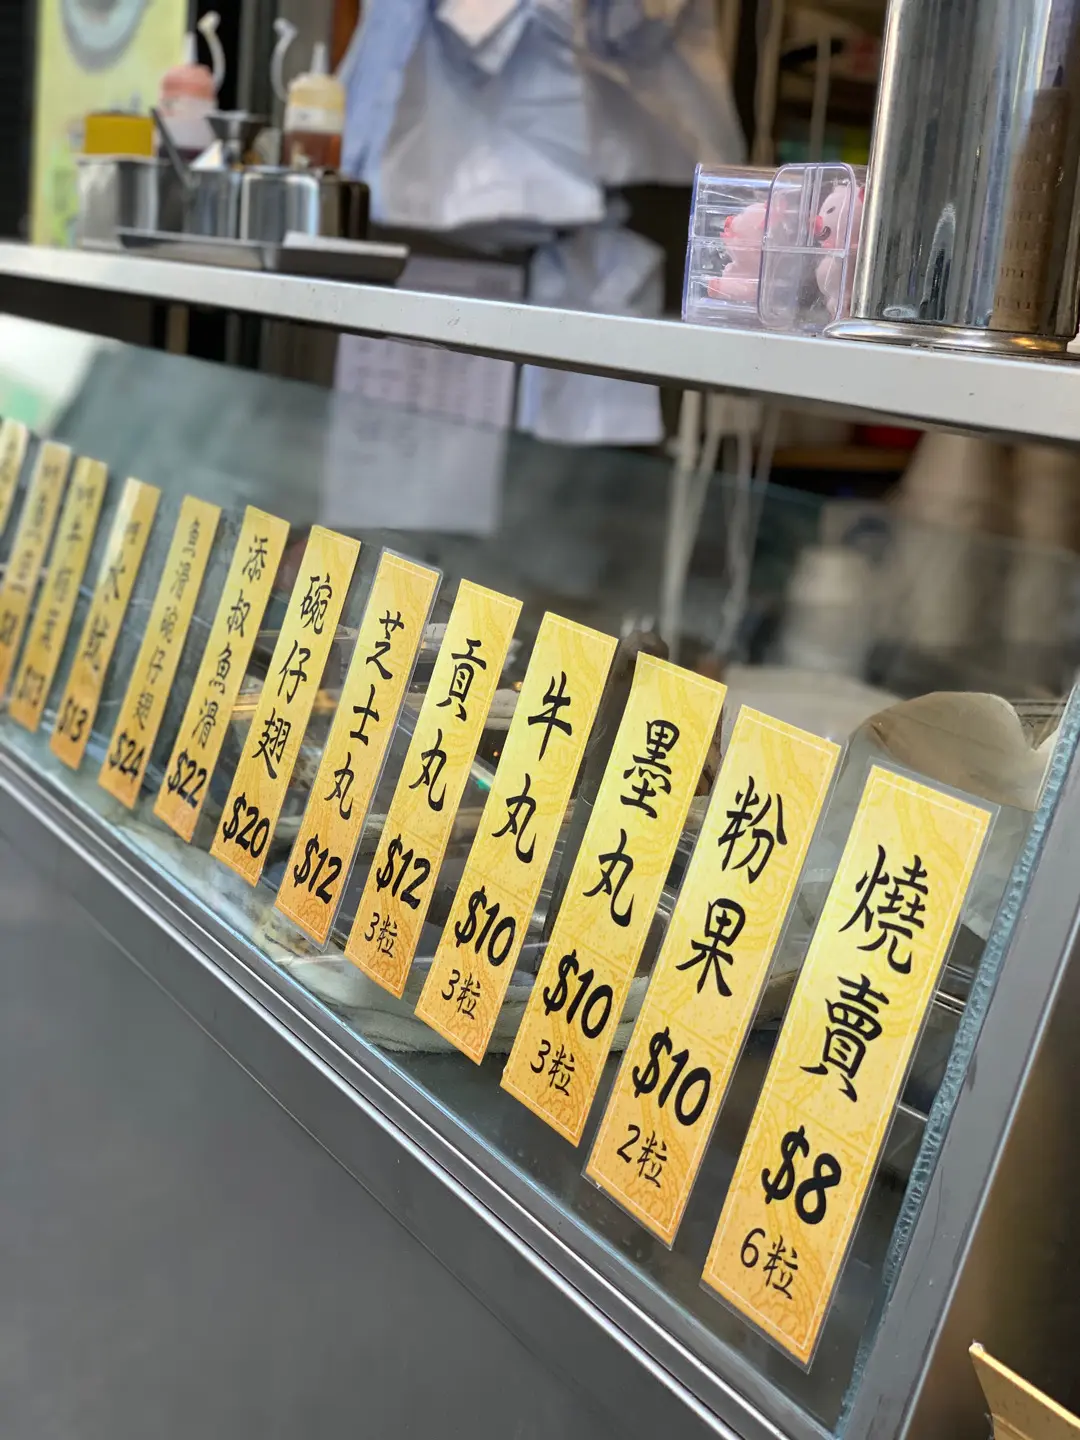 燒賣
$8
6粒
粉果
$10
2粒
墨丸
$10
3粒
牛丸
$10
3粒
貢丸
$12
3粒
芝士丸
$12
碗仔翅
$20
添叔魚滑
$22
魚滑碗仔翅
$24
$13
$13